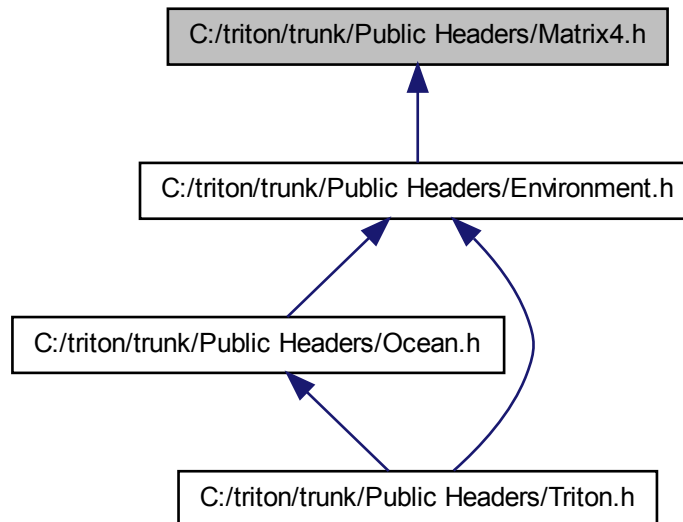 C:/triton/trunk/Public Headers/Matrix4.h
C:/triton/trunk/Public Headers/Environment.h
C:/triton/trunk/Public Headers/Ocean.h
C:/triton/trunk/Public Headers/Triton.h